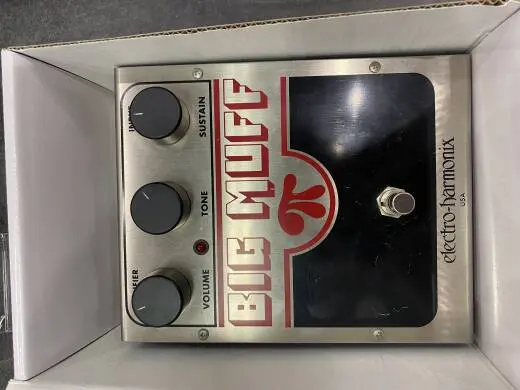 VOLUME
TONE
SUSTAIN
BIG MUFF
π
electro-harmonix
USA